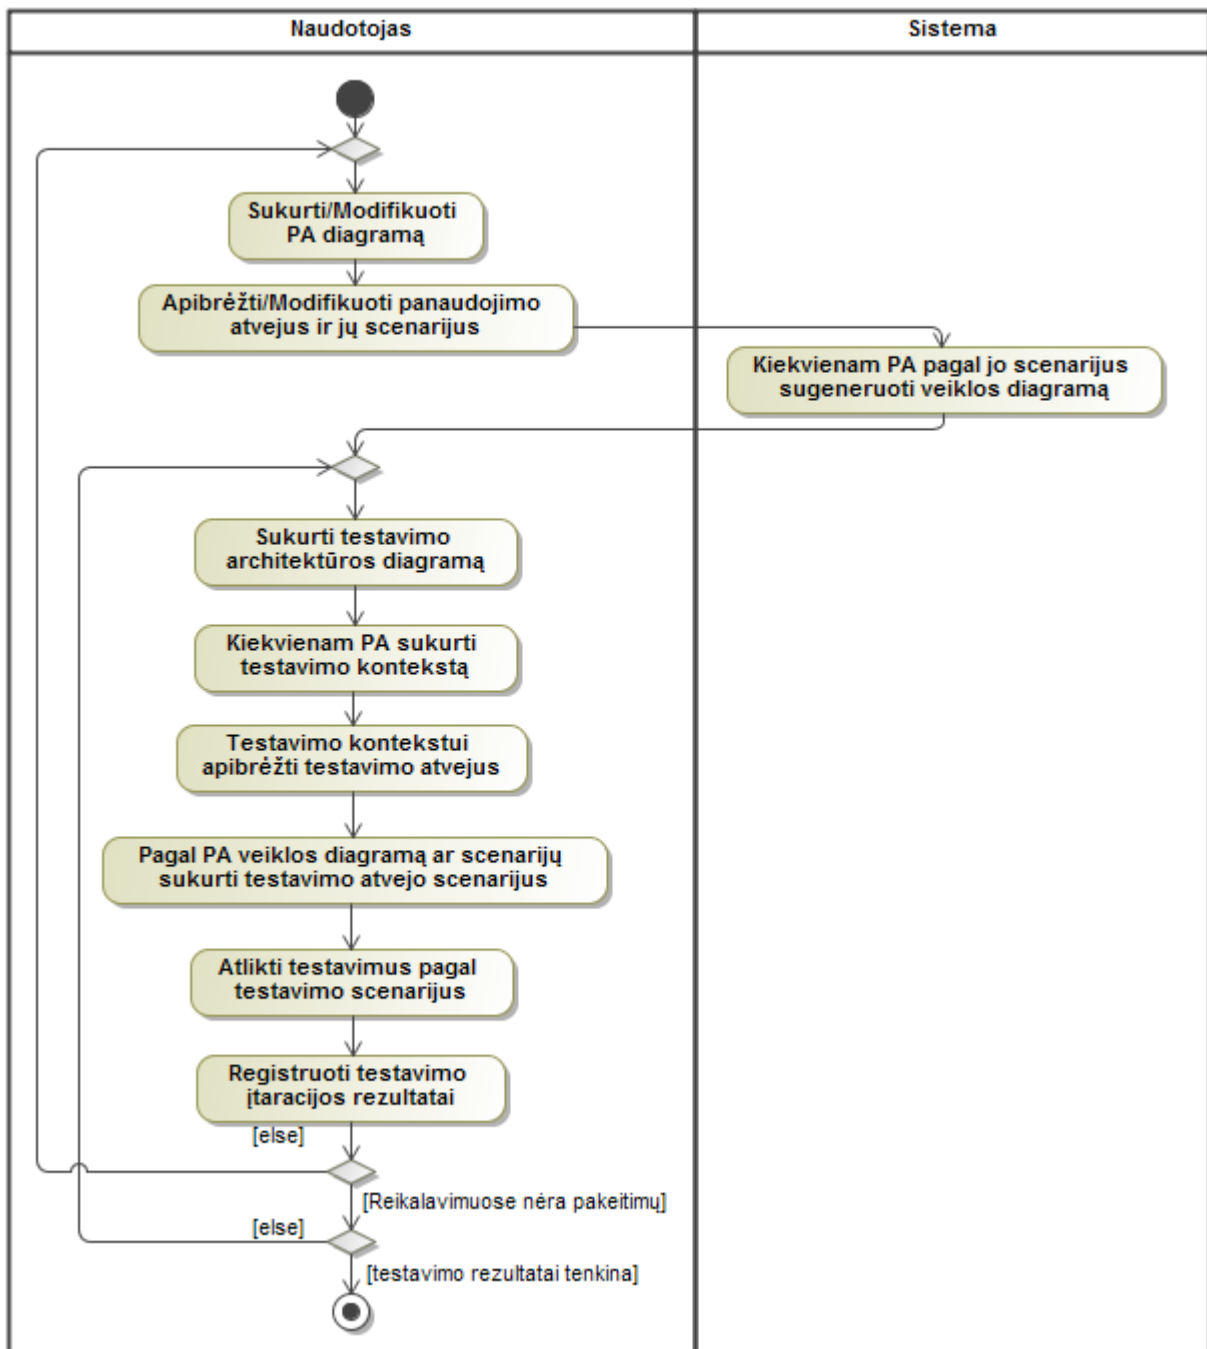 Naudotojas
Sistema
Sukurti/Modifikuoti
PA diagramą
Apibrėžti/Modifikuoti panaudojimo
atvejus ir jų scenarijus
Kiekvienam PA pagal jo scenarijus
sugeneruoti veiklos diagramą
Sukurti testavimo
architektūros diagramą
Kiekvienam PA sukurti
testavimo kontekstą
Testavimo kontekstui
apibrėžti testavimo atvejus
Pagal PA veiklos diagramą ar scenarijų
sukurti testavimo atvejo scenarijus
Atlikti testavimus pagal
testavimo scenarijus
Registruoti testavimo
įtaracijos rezultatai
[else]
[Reikalavimuose nėra pakeitimų]
[else]
[testavimo rezultatai tenkina]